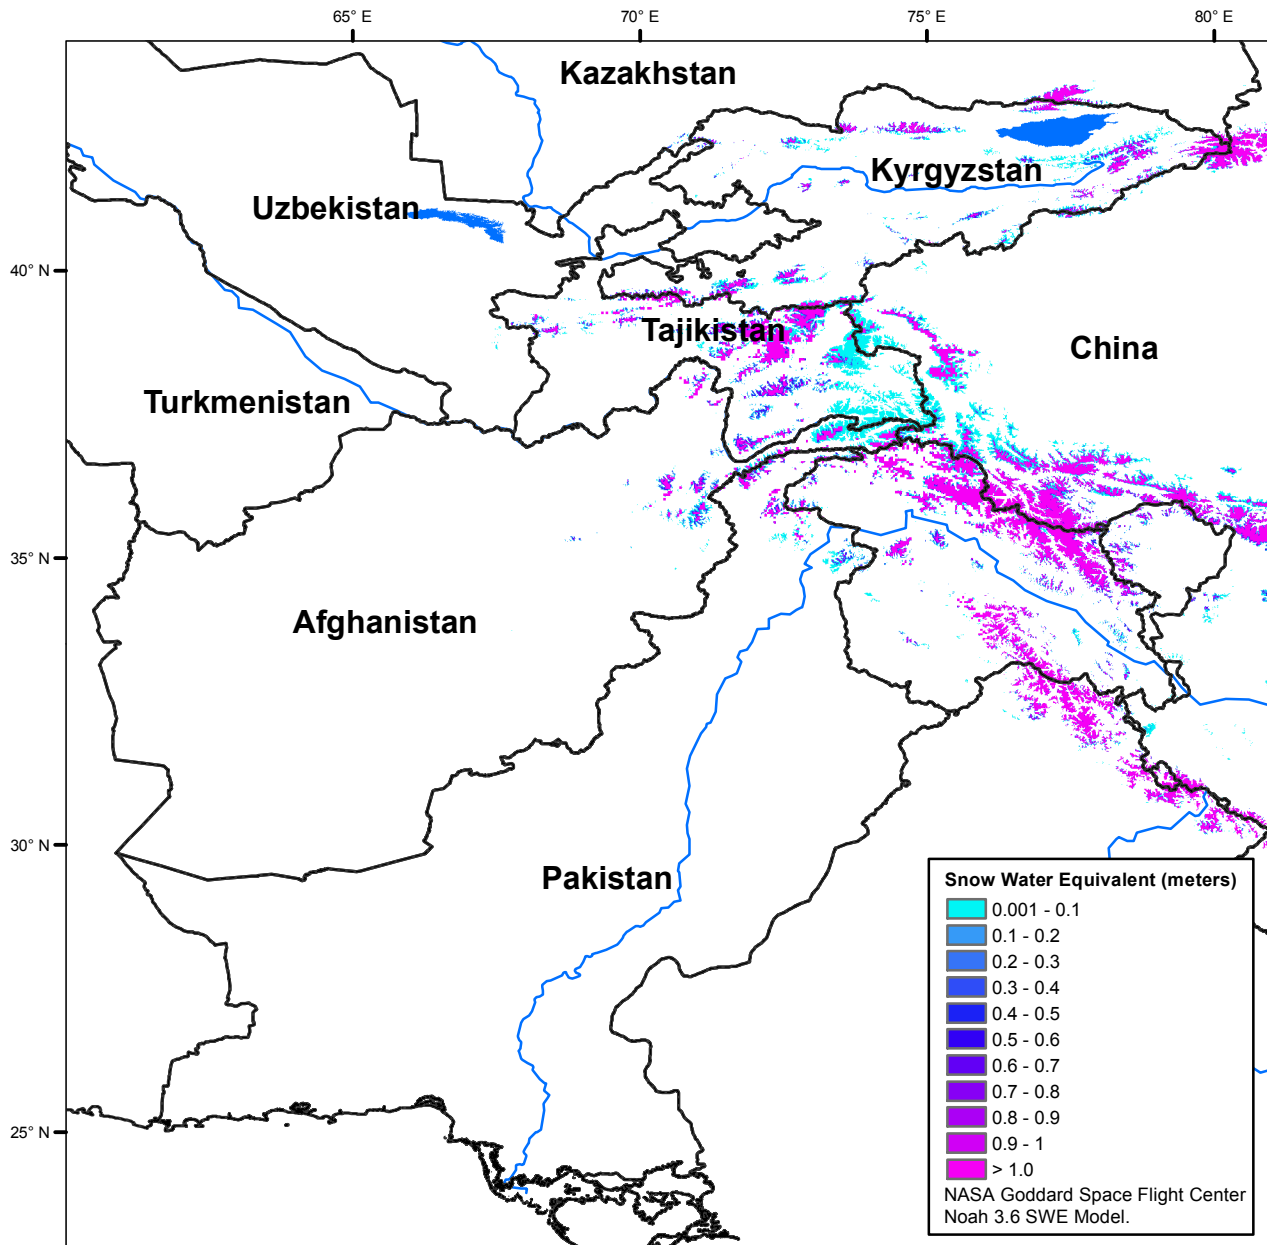 65° E
70° E
75° E
80° E
Kazakhstan
Kyrgyzstan
Uzbekistan
40° N
Tajikistan
China
Turkmenistan
35° N
Afghanistan
30° N
Pakistan
25° N
Snow Water Equivalent (meters)
0.001 - 0.1
0.1 - 0.2
0.2 - 0.3
0.3 - 0.4
0.4 - 0.5
0.5 - 0.6
0.6 - 0.7
0.7 - 0.8
0.8 - 0.9
0.9 - 1
> 1.0
NASA Goddard Space Flight Center
Noah 3.6 SWE Model.